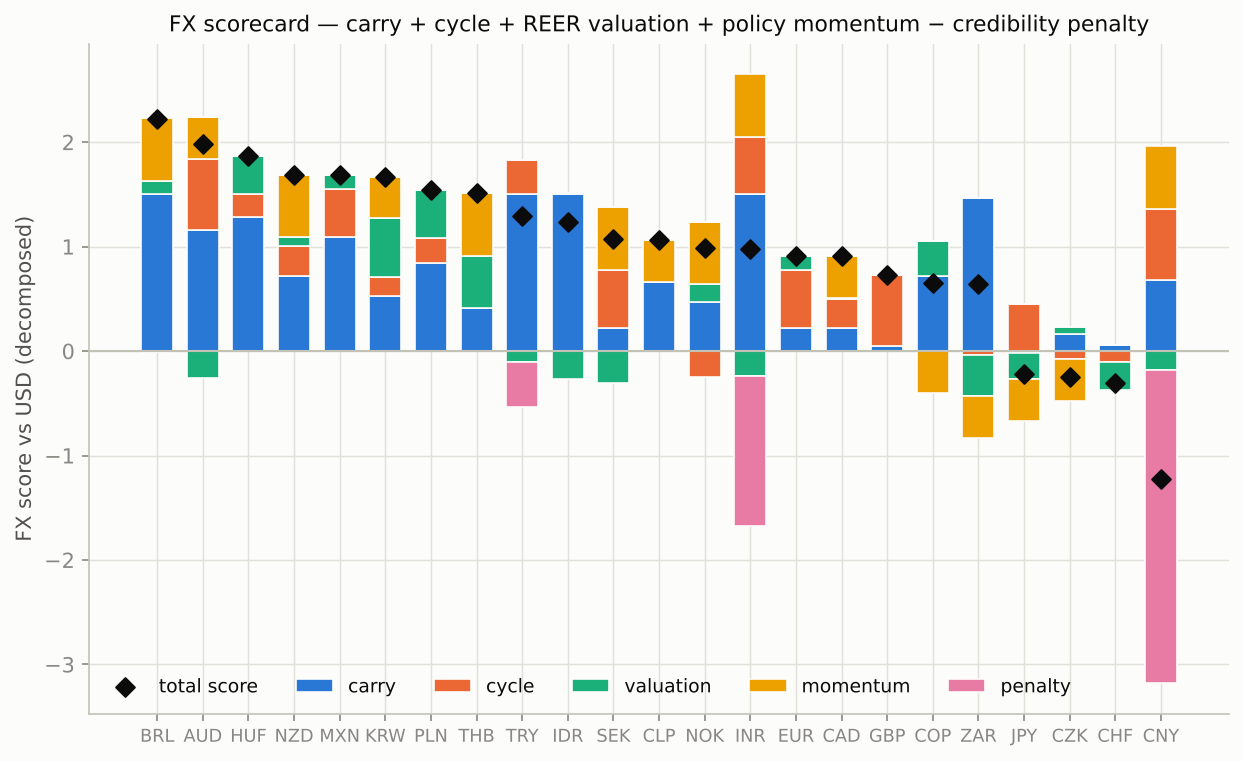 FX scorecard — carry + cycle + REER valuation + policy momentum − credibility penalty
FX score vs USD (decomposed)
2
1
0
−1
−2
−3
total score carry cycle valuation momentum penalty
BRL AUD HUF NZD MXN KRW PLN THB TRY IDR SEK CLP NOK INR EUR CAD GBP COP ZAR JPY CZK CHF CNY